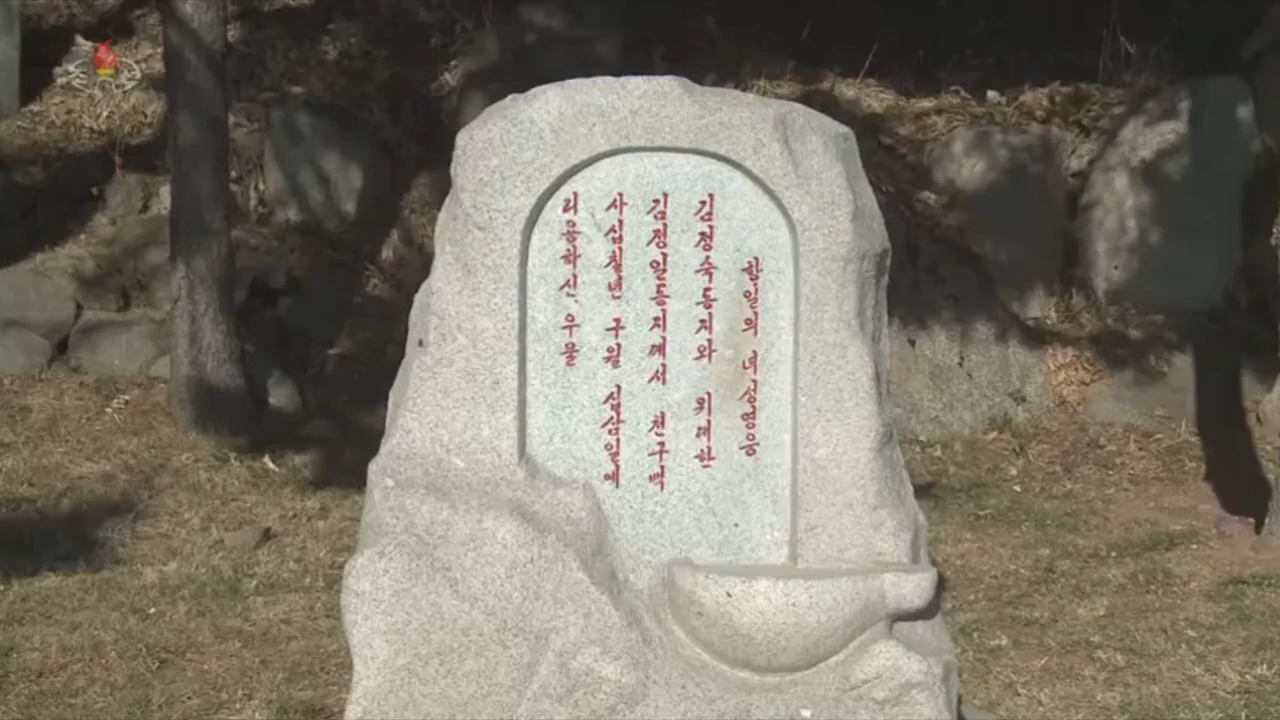 항일의 녀성영웅
김정숙동지와 위대한
김정일동지께서 천구백
사십칠년 구월 십삼일에
리용하신 우물